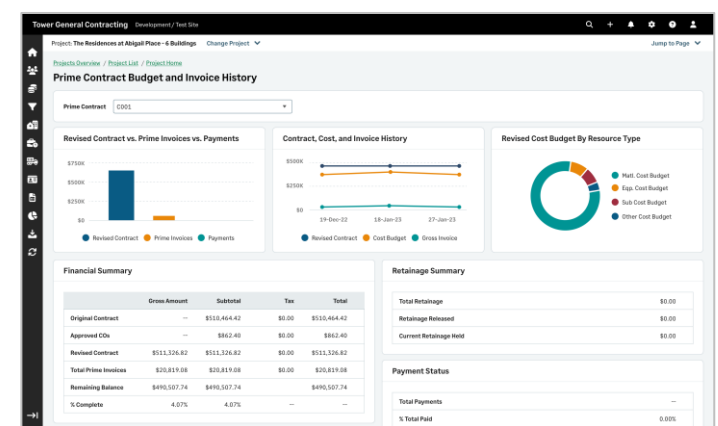 Tower General Contracting Development / Test Site
Project: The Residences at Abigail Place - 6 Buildings Change Project Jump to Page
Projects Overview / Project List / Project Home
Prime Contract Budget and Invoice History
Prime Contract C001
Revised Contract vs. Prime Invoices vs. Payments
$750K
$500K
$250K
$0
Revised Contract Prime Invoices Payments
Contract, Cost, and Invoice History
$500K
$250K
$0
19-Dec-22 18-Jan-23 27-Jan-23
Revised Contract Cost Budget Gross Invoice
Revised Cost Budget By Resource Type
Matl. Cost Budget
Eqp. Cost Budget
Sub Cost Budget
Other Cost Budget
Financial Summary
Gross Amount Subtotal Tax Total
Original Contract — $510,464.42 $0.00 $510,464.42
Approved COs — $862.40 $0.00 $862.40
Revised Contract $511,326.82 $511,326.82 $0.00 $511,326.82
Total Prime Invoices $20,819.08 $20,819.08 $0.00 $20,819.08
Remaining Balance $490,507.74 $490,507.74 $490,507.74
% Complete 4.07% 4.07% — —
Retainage Summary
Total Retainage $0.00
Retainage Released $0.00
Current Retainage Held $0.00
Payment Status
Total Payments —
% Total Paid 0.00%